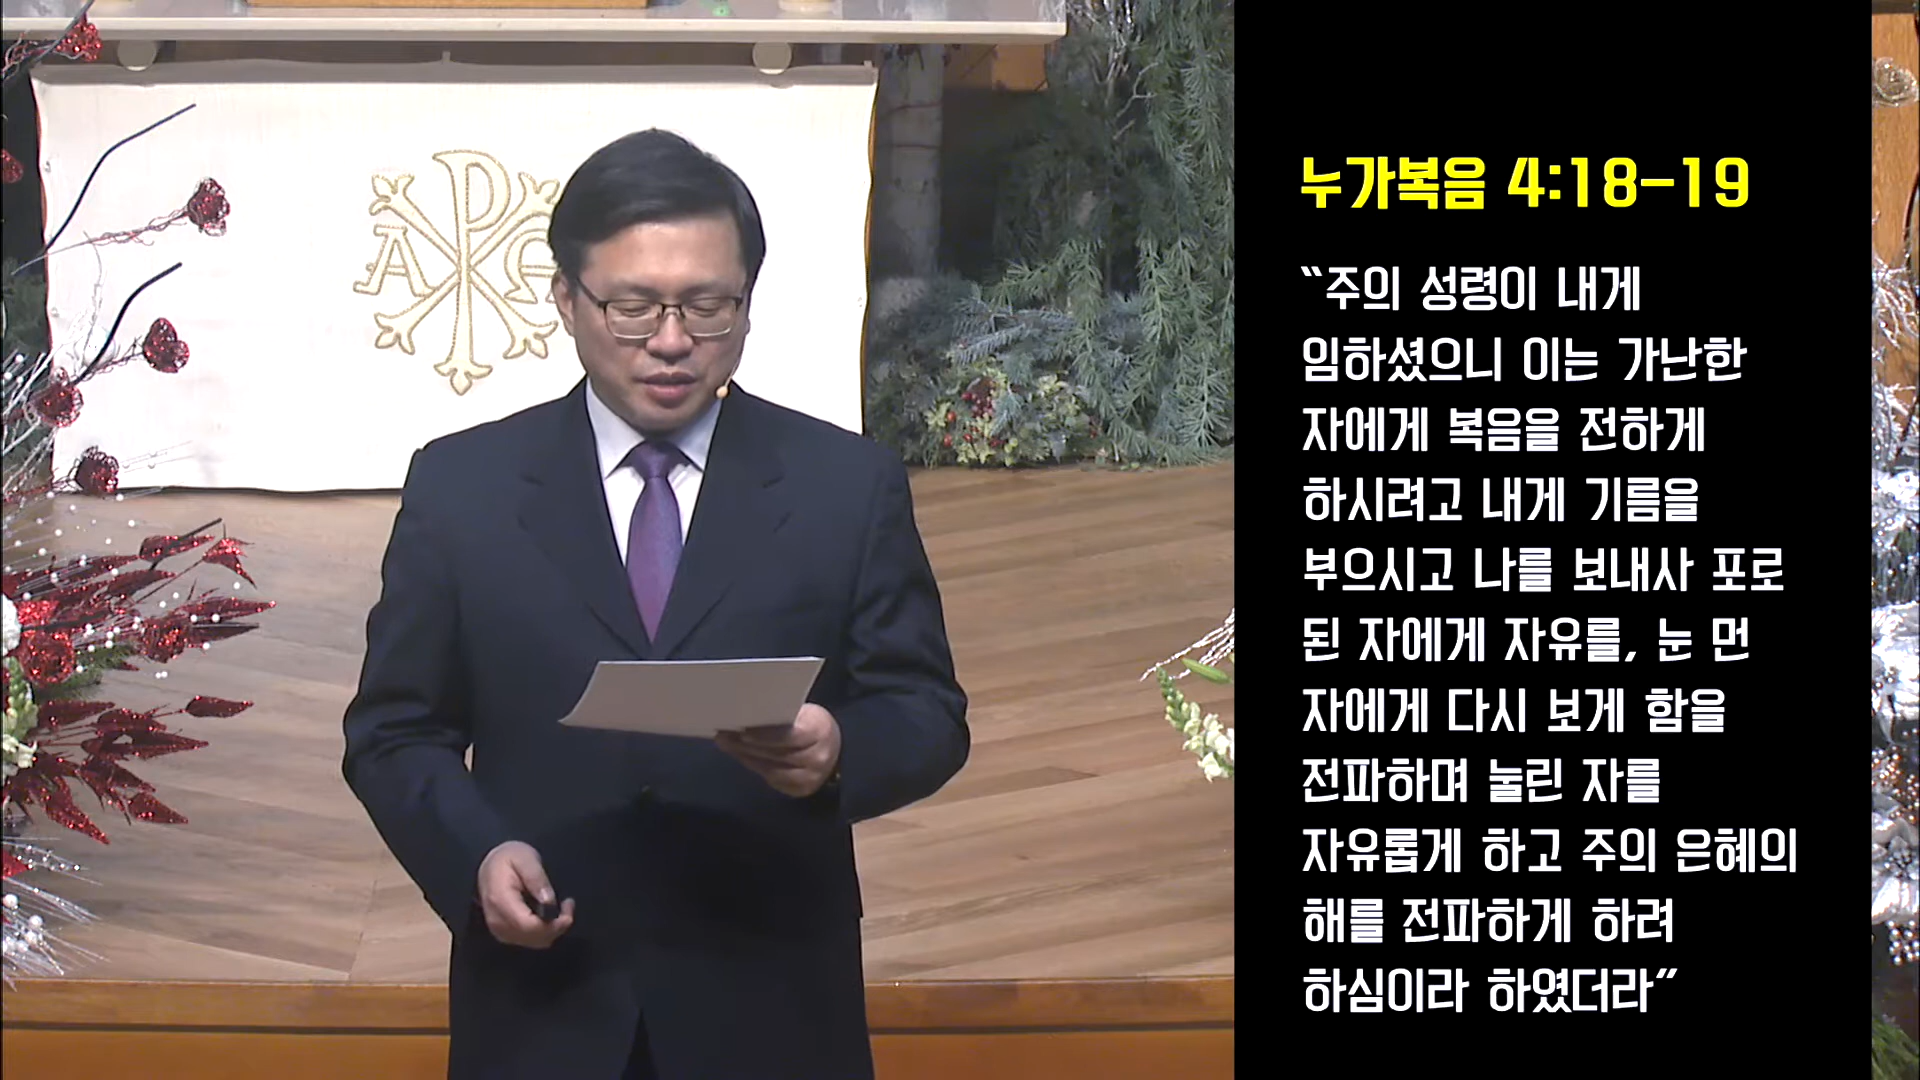 Α Ρ Ω
누가복음 4:18-19
"주의 성령이 내게
임하셨으니 이는 가난한
자에게 복음을 전하게
하시려고 내게 기름을
부으시고 나를 보내사 포로
된 자에게 자유를, 눈 먼
자에게 다시 보게 함을
전파하며 눌린 자를
자유롭게 하고 주의 은혜의
해를 전파하게 하려
하심이라 하였더라"